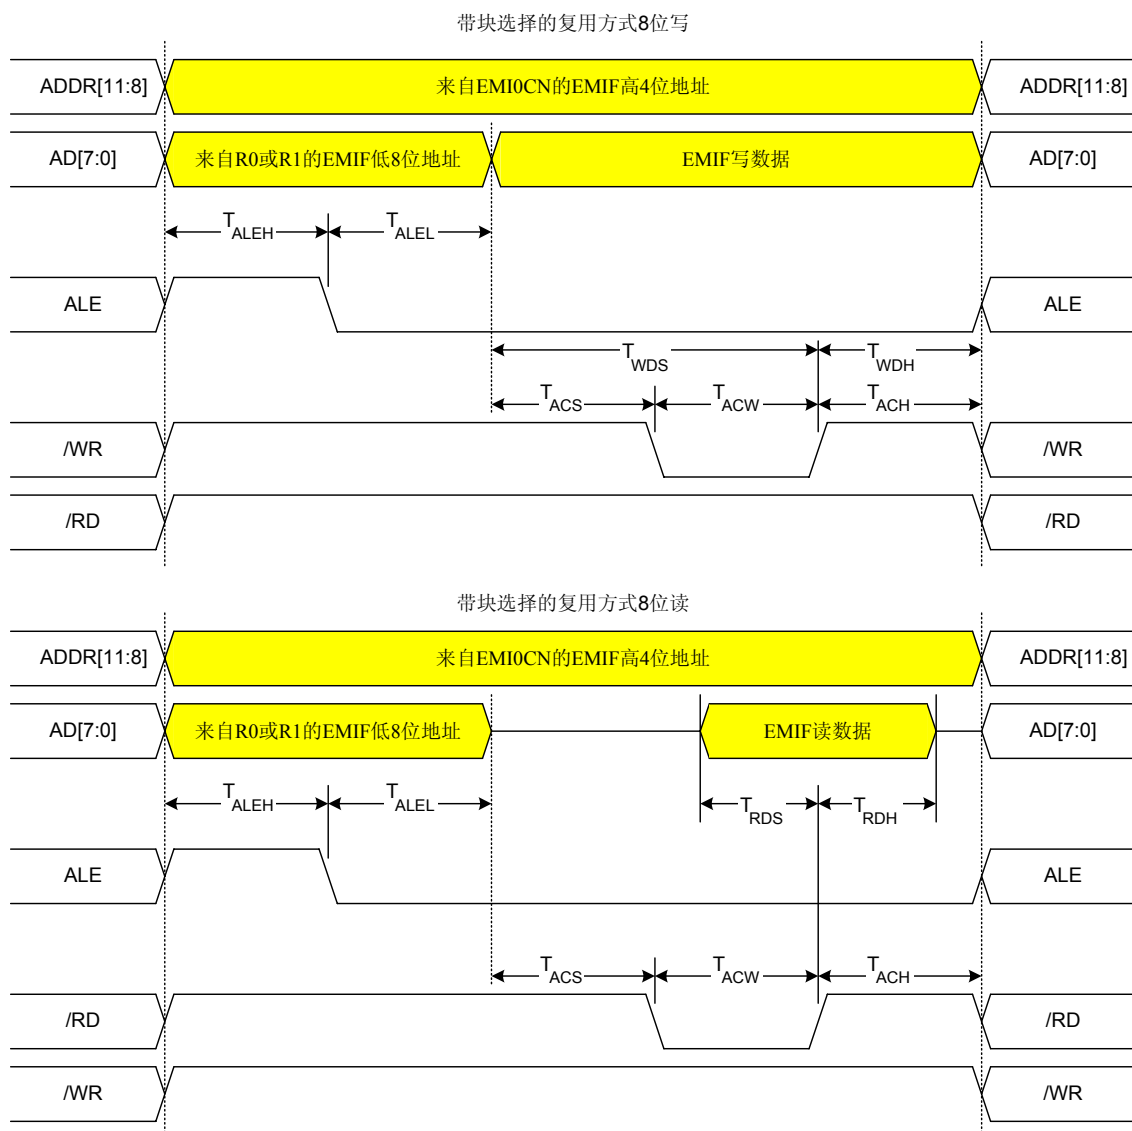 带块选择的复用方式8位写
ADDR[11:8] 来自EMI0CN的EMIF高4位地址 ADDR[11:8]
AD[7:0] 来自R0或R1的EMIF低8位地址 EMIF写数据 AD[7:0]
TALEH TALEL
ALE ALE
TWDS TWDH
TACS TACW TACH
/WR /WR
/RD /RD
带块选择的复用方式8位读
ADDR[11:8] 来自EMI0CN的EMIF高4位地址 ADDR[11:8]
AD[7:0] 来自R0或R1的EMIF低8位地址 EMIF读数据 AD[7:0]
TALEH TALEL TRDS TRDH
ALE ALE
TACS TACW TACH
/RD /RD
/WR /WR